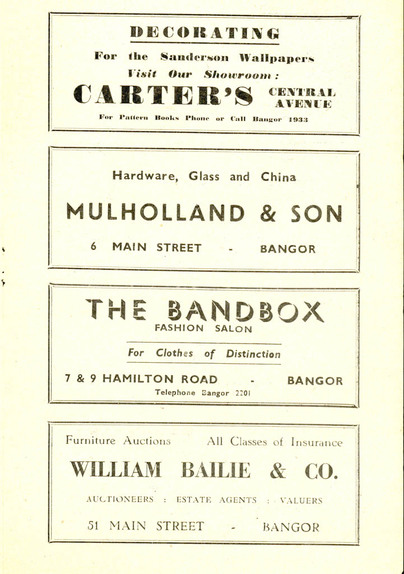 DECORATING
For the Sanderson Wallpapers
Visit Our Showroom:
CARTER'S CENTRAL AVENUE
For Pattern Books Phone or Call Bangor 1933
Hardware, Glass and China
MULHOLLAND & SON
6 MAIN STREET - BANGOR
THE BANDBOX
FASHION SALON
For Clothes of Distinction
7 & 9 HAMILTON ROAD - BANGOR
Telephone Bangor 2201
Furniture Auctions All Classes of Insurance
WILLIAM BAILIE & CO.
AUCTIONEERS : ESTATE AGENTS : VALUERS
51 MAIN STREET - BANGOR